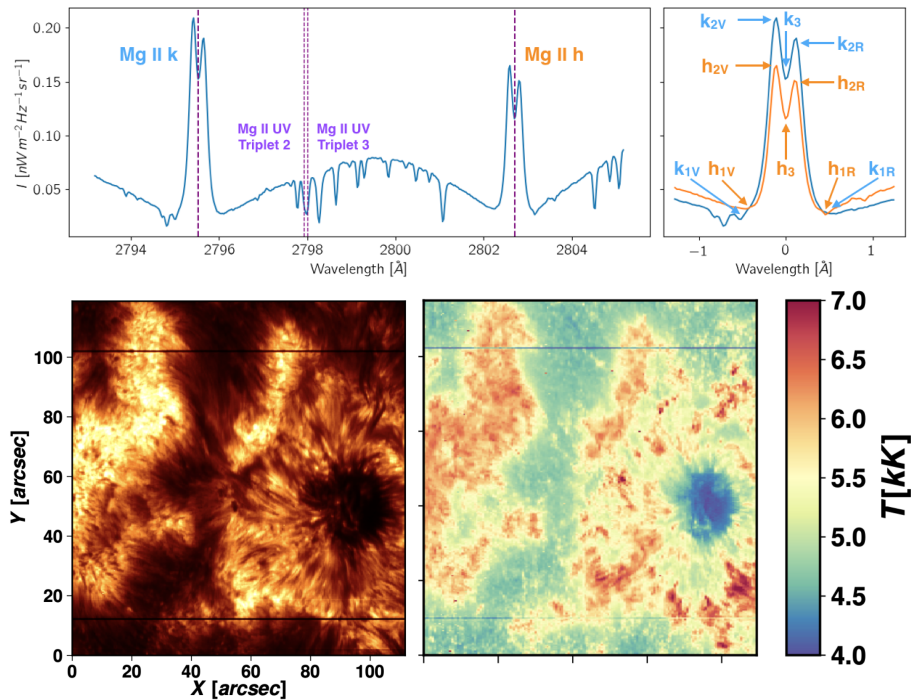 0.20
0.15
0.10
0.05
I [nW m⁻² Hz⁻¹ sr⁻¹]
Mg II k
Mg II h
Mg II UV
Triplet 2
Mg II UV
Triplet 3
2794
2796
2798
2800
2802
2804
Wavelength [Å]
k2V
k3
k2R
h2V
h2R
k1V
h1V
h3
h1R
k1R
−1
0
1
Wavelength [Å]
100
80
60
40
20
0
Y [arcsec]
0
20
40
60
80
100
X [arcsec]
7.0
6.5
6.0
5.5
5.0
4.5
4.0
T[kK]